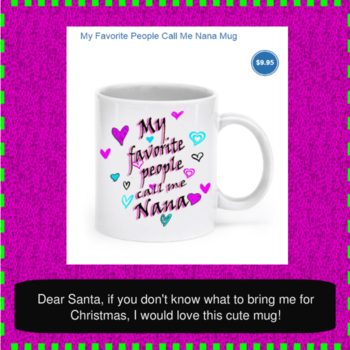 My Favorite People Call Me Nana Mug
$9.95
My
favorite
people
call me
Nana
Dear Santa, if you don't know what to bring me for
Christmas, I would love this cute mug!